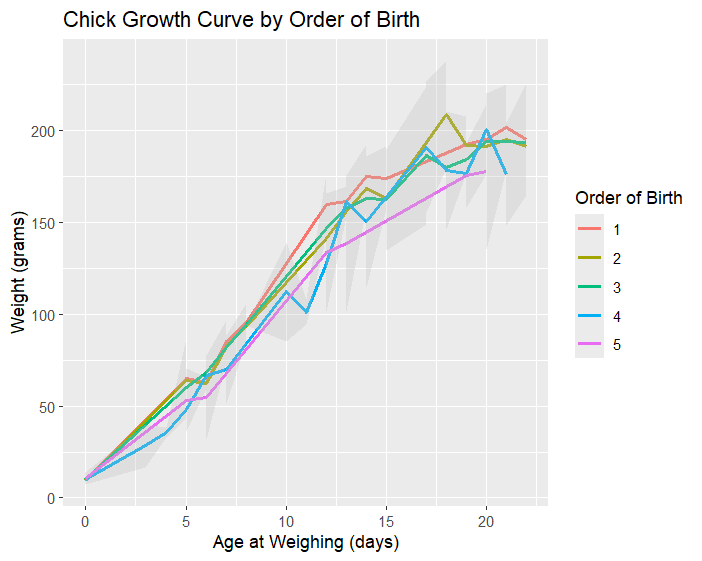 Chick Growth Curve by Order of Birth
Weight (grams)
200
150
100
50
0
0 5 10 15 20
Age at Weighing (days)
Order of Birth
1
2
3
4
5